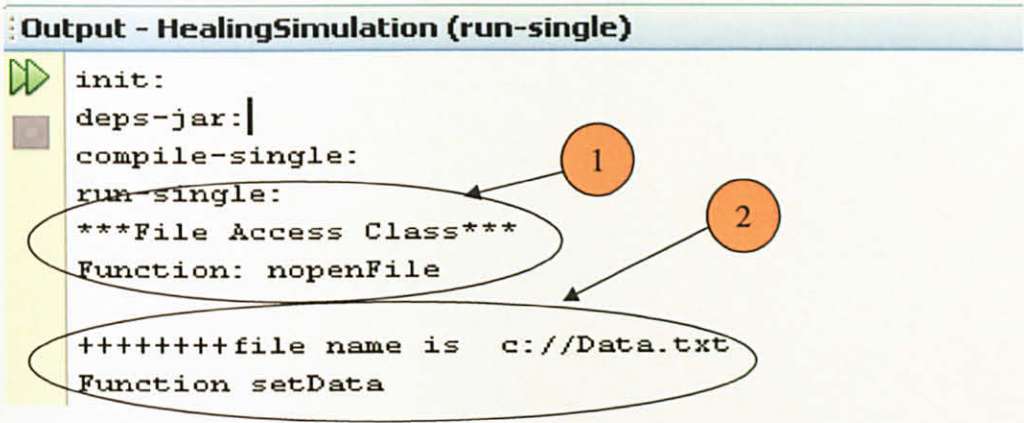 Output - HealingSimulation (run-single)
init:
deps-jar:
compile-single:
1
run-single:
***File Access Class***
2
Function: nopenFile
++++++++file name is c://Data.txt
Function setData